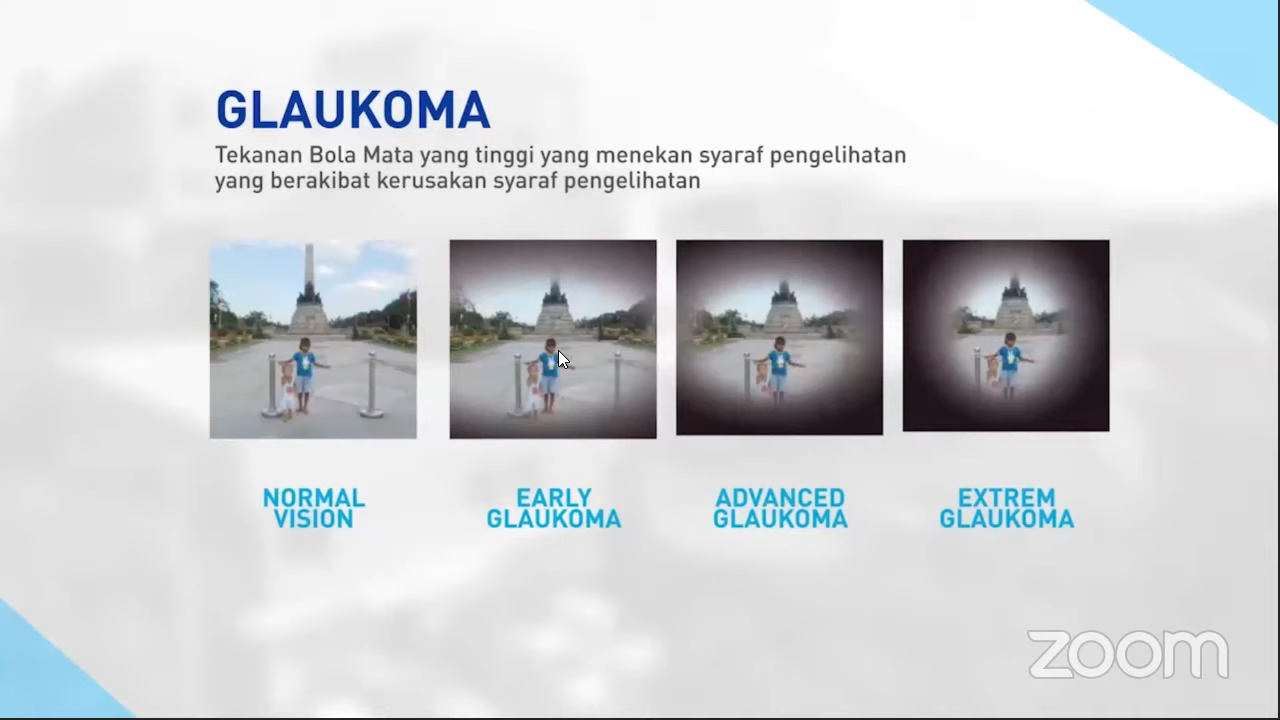 GLAUKOMA
Tekanan Bola Mata yang tinggi yang menekan syaraf pengelihatan
yang berakibat kerusakan syaraf pengelihatan
NORMAL
VISION
EARLY
GLAUKOMA
ADVANCED
GLAUKOMA
EXTREM
GLAUKOMA
zoom